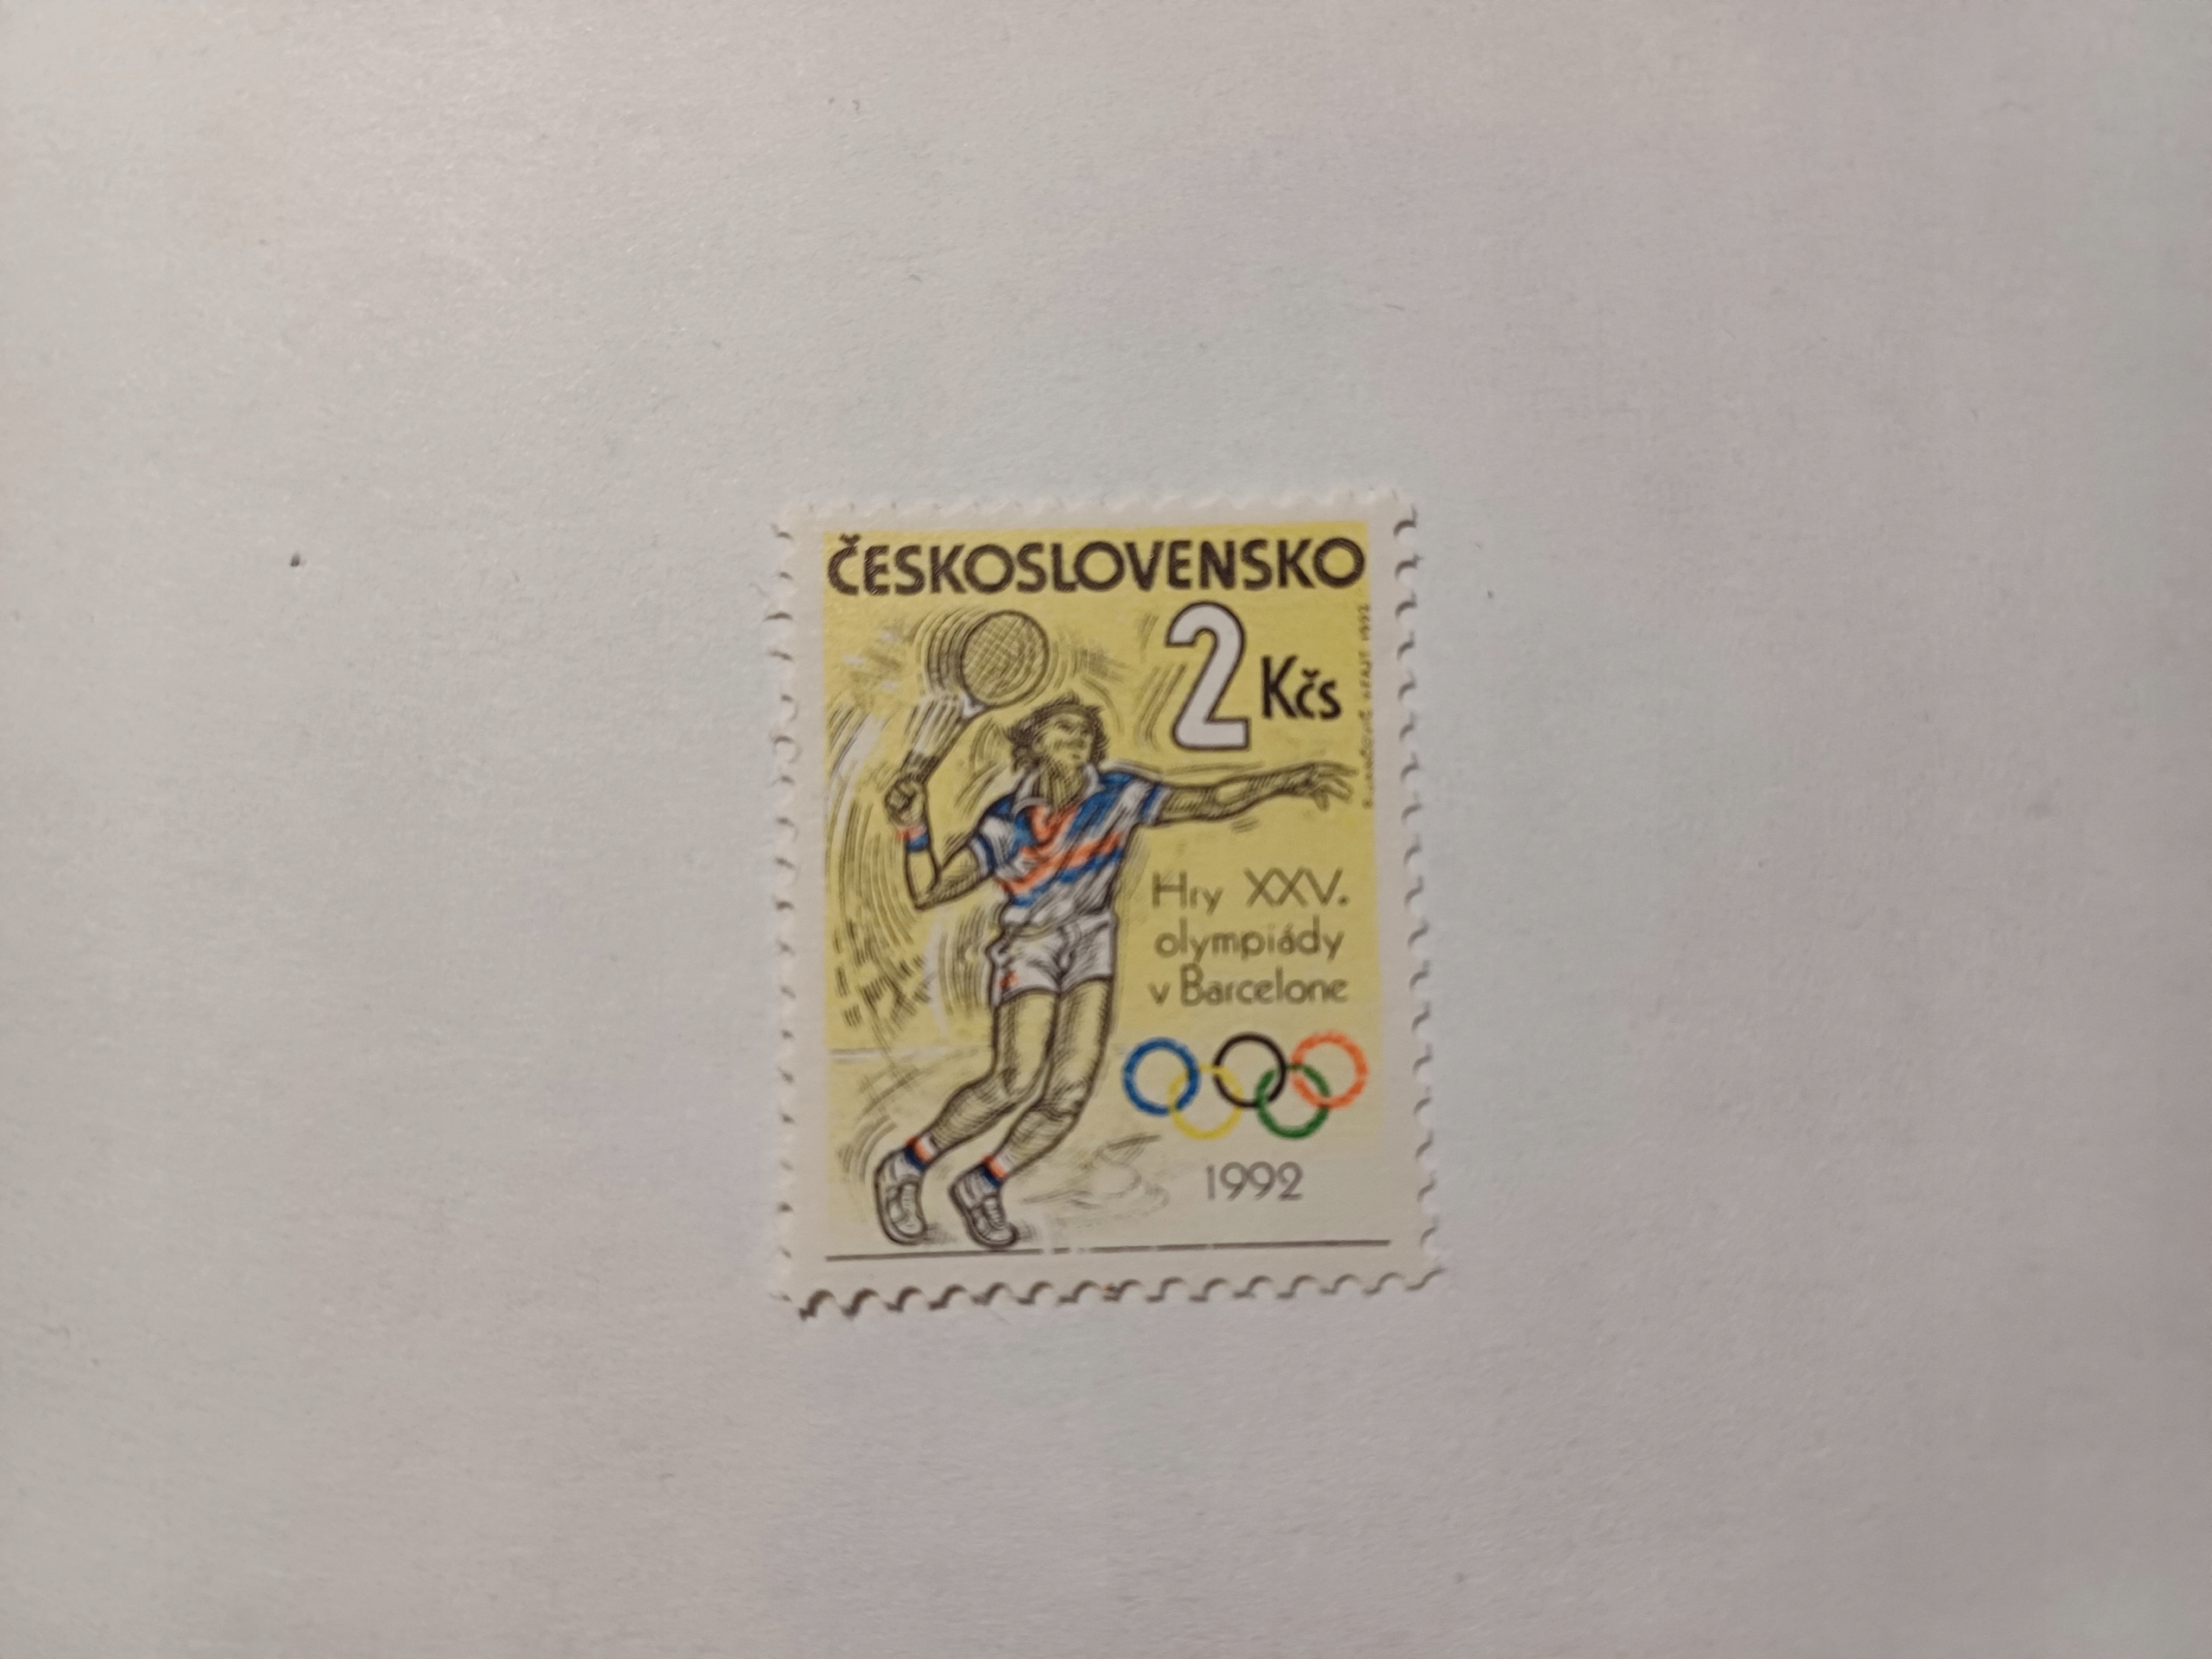 ČESKOSLOVENSKO
2 Kčs
Hry XXV.
olympiády
v Barcelone
1992